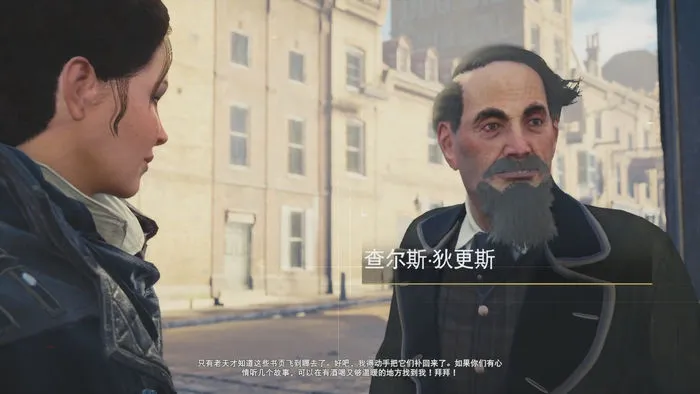 查尔斯·狄更斯
只有老天才知道这些书页飞到哪去了。好吧，我得动手把它们补回来了。如果你们有心
情听几个故事，可以在有酒喝又够温暖的地方找到我！拜拜！